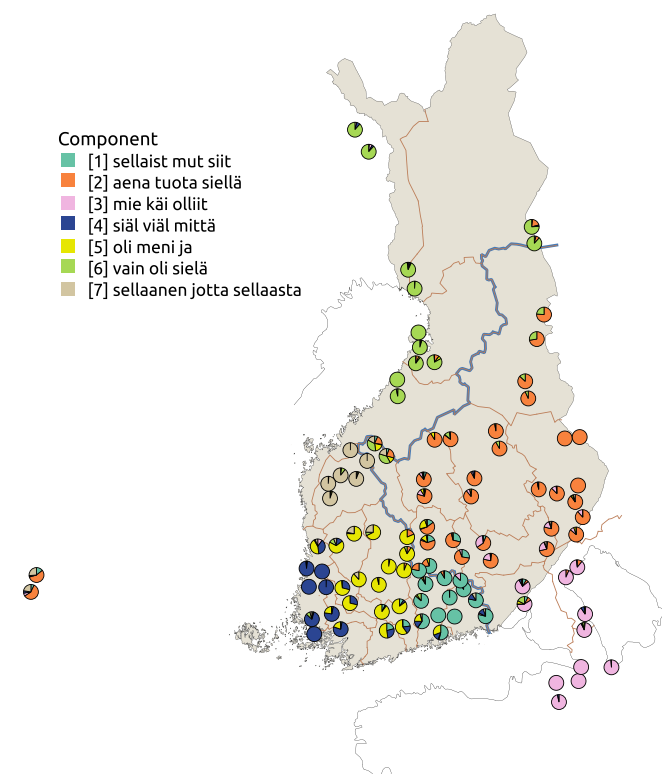 Component
[1] sellaist mut siit
[2] aena tuota siellä
[3] mie käi olliit
[4] siäl viäl mittä
[5] oli meni ja
[6] vain oli sielä
[7] sellaanen jotta sellaasta